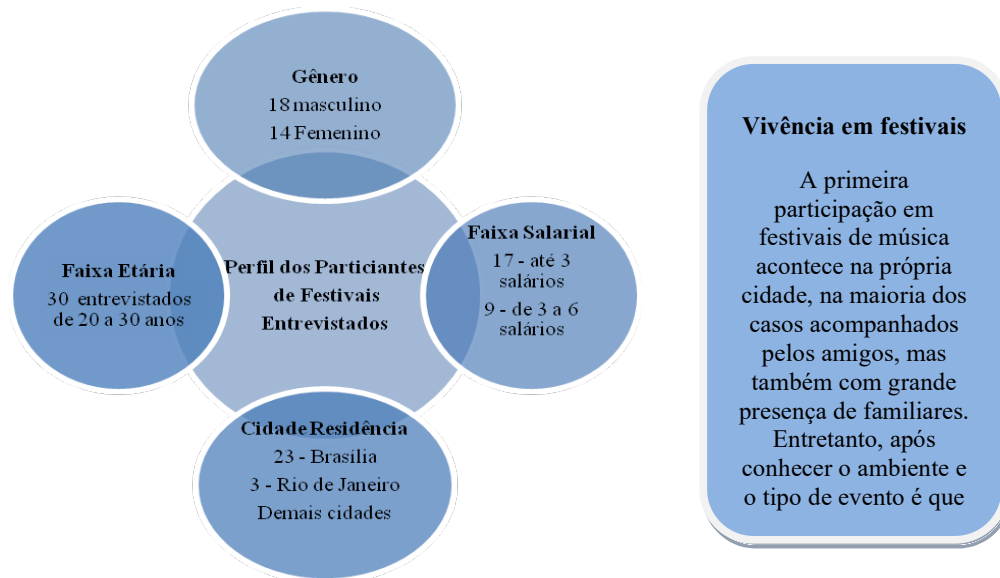 Gênero
18 masculino
14 Femenino
Faixa Etária
30 entrevistados
de 20 a 30 anos
Perfil dos Particiantes
de Festivais
Entrevistados
Faixa Salarial
17 - até 3
salários
9 - de 3 a 6
salários
Cidade Residência
23 - Brasília
3 - Rio de Janeiro
Demais cidades
Vivência em festivais
A primeira
participação em
festivais de música
acontece na própria
cidade, na maioria dos
casos acompanhados
pelos amigos, mas
também com grande
presença de familiares.
Entretanto, após
conhecer o ambiente e
o tipo de evento é que